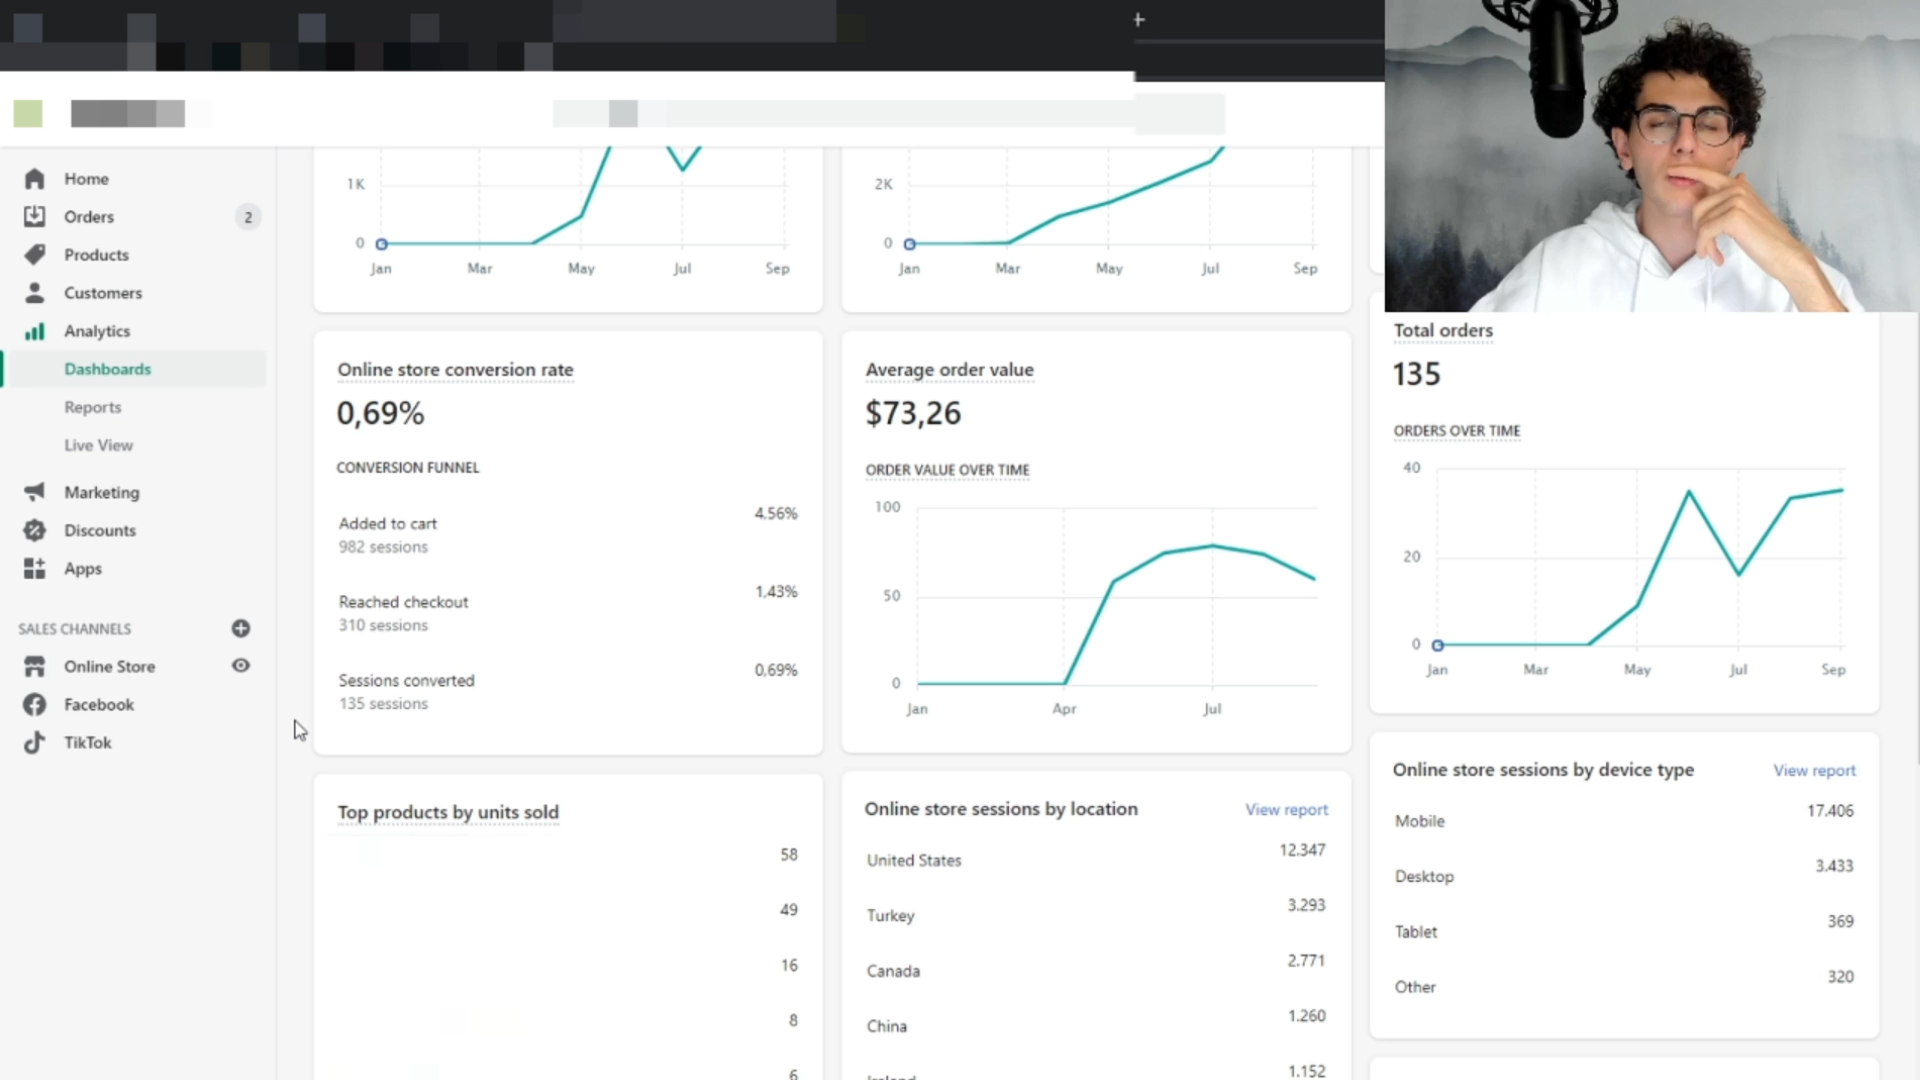 Home
Orders
2
Products
Customers
Analytics
Dashboards
Reports
Live View
Marketing
Discounts
Apps
SALES CHANNELS
Online Store
Facebook
TikTok
1K
0
Jan Mar May Jul Sep
2K
0
Jan Mar May Jul Sep
Online store conversion rate
0,69%
CONVERSION FUNNEL
Added to cart
4.56%
982 sessions
Reached checkout
1,43%
310 sessions
Sessions converted
0,69%
135 sessions
Average order value
$73,26
ORDER VALUE OVER TIME
100
50
0
Jan Apr Jul
Total orders
135
ORDERS OVER TIME
40
20
0
Jan Mar May Jul Sep
Top products by units sold
58
49
16
8
6
Online store sessions by location
View report
United States
12.347
Turkey
3.293
Canada
2.771
China
1.260
Ireland
1.152
Online store sessions by device type
View report
Mobile
17.406
Desktop
3.433
Tablet
369
Other
320